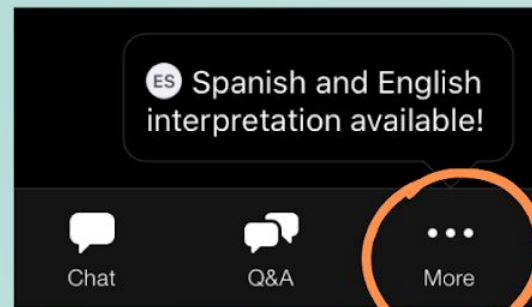 ES Spanish and English
interpretation available!
Chat
Q&A
More